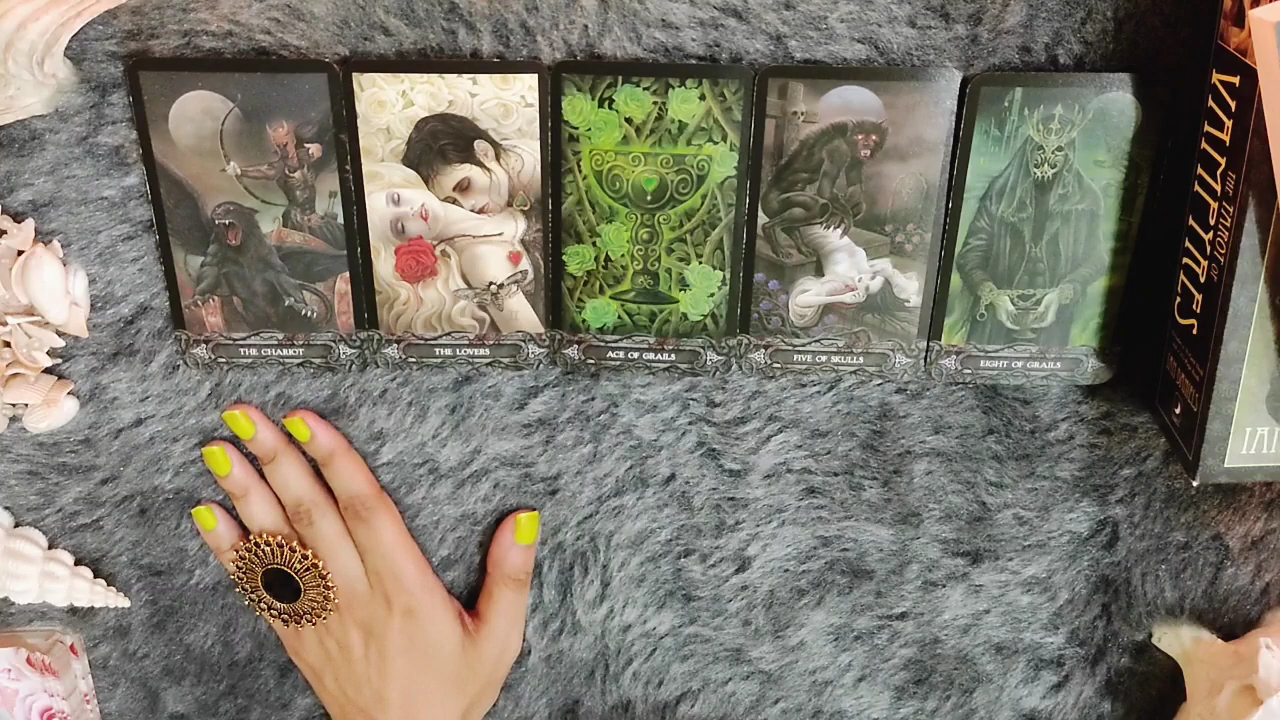 THE CHARIOT
THE LOVERS
ACE OF GRAILS
FIVE OF SKULLS
EIGHT OF GRAILS
THE TAROT OF
VAMPYRES